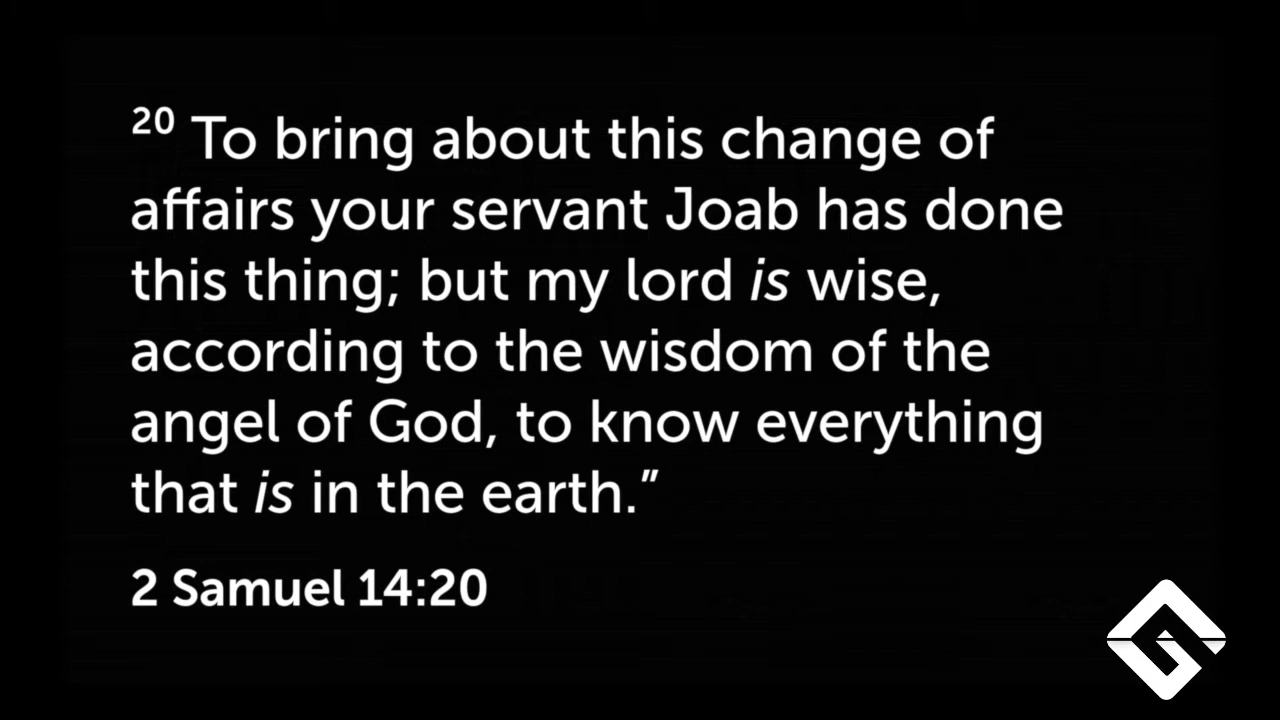 20 To bring about this change of
affairs your servant Joab has done
this thing; but my lord is wise,
according to the wisdom of the
angel of God, to know everything
that is in the earth.”
2 Samuel 14:20